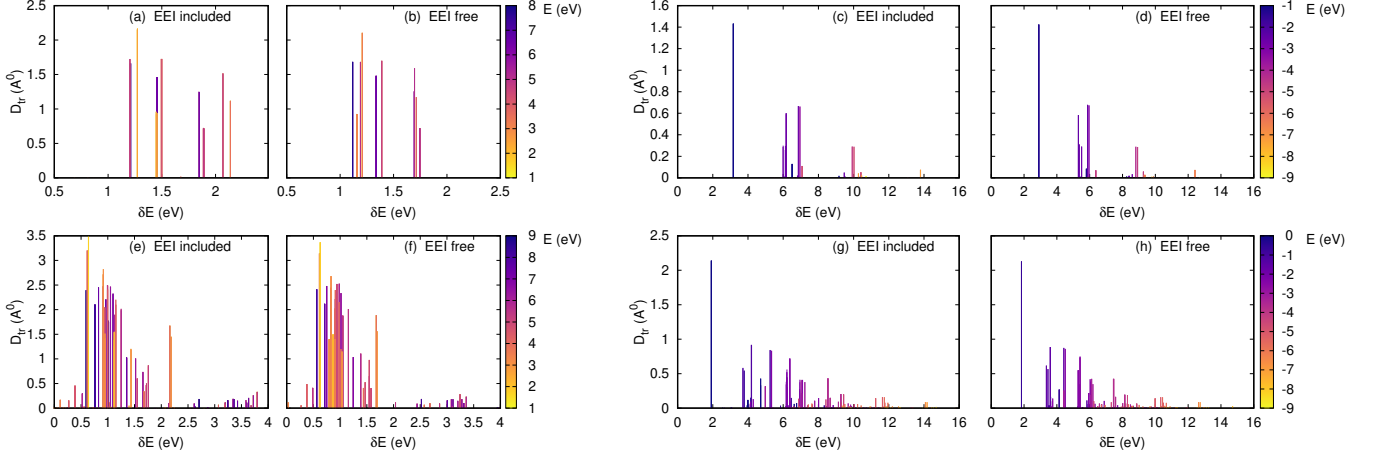 (a) EEI included
(b) EEI free
E (eV)
D_tr (A^0)
2.5
2
1.5
1
0.5
0
0.5 1 1.5 2
0.5 1 1.5 2 2.5
δE (eV)
δE (eV)
8
7
6
5
4
3
2
1
(c) EEI included
(d) EEI free
E (eV)
D_tr (A^0)
1.6
1.4
1.2
1
0.8
0.6
0.4
0.2
0
0 2 4 6 8 10 12 14 16
0 2 4 6 8 10 12 14 16
δE (eV)
δE (eV)
-1
-2
-3
-4
-5
-6
-7
-8
-9
(e) EEI included
(f) EEI free
E (eV)
D_tr (A^0)
3.5
3
2.5
2
1.5
1
0.5
0
0 0.5 1 1.5 2 2.5 3 3.5 4
0 0.5 1 1.5 2 2.5 3 3.5 4
δE (eV)
δE (eV)
9
8
7
6
5
4
3
2
1
(g) EEI included
(h) EEI free
E (eV)
D_tr (A^0)
2.5
2
1.5
1
0.5
0
0 2 4 6 8 10 12 14 16
0 2 4 6 8 10 12 14 16
δE (eV)
δE (eV)
0
-1
-2
-3
-4
-5
-6
-7
-8
-9